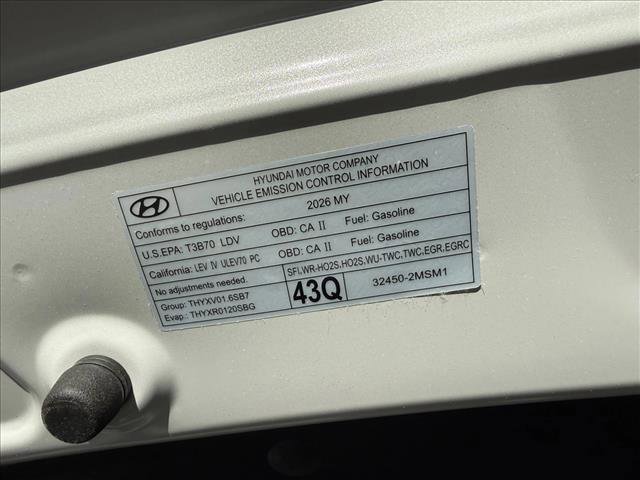 HYUNDAI MOTOR COMPANY
VEHICLE EMISSION CONTROL INFORMATION
Conforms to regulations: 2026 MY
U.S.EPA: T3B70 LDV OBD: CA II Fuel: Gasoline
California: LEV IV ULEV70 PC OBD: CA II Fuel: Gasoline
No adjustments needed. SFI,WR-HO2S,HO2S,WU-TWC,TWC,EGR,EGRC
Group: THYXV01.6SB7
Evap.: THYXR0120SBG
43Q
32450-2MSM1